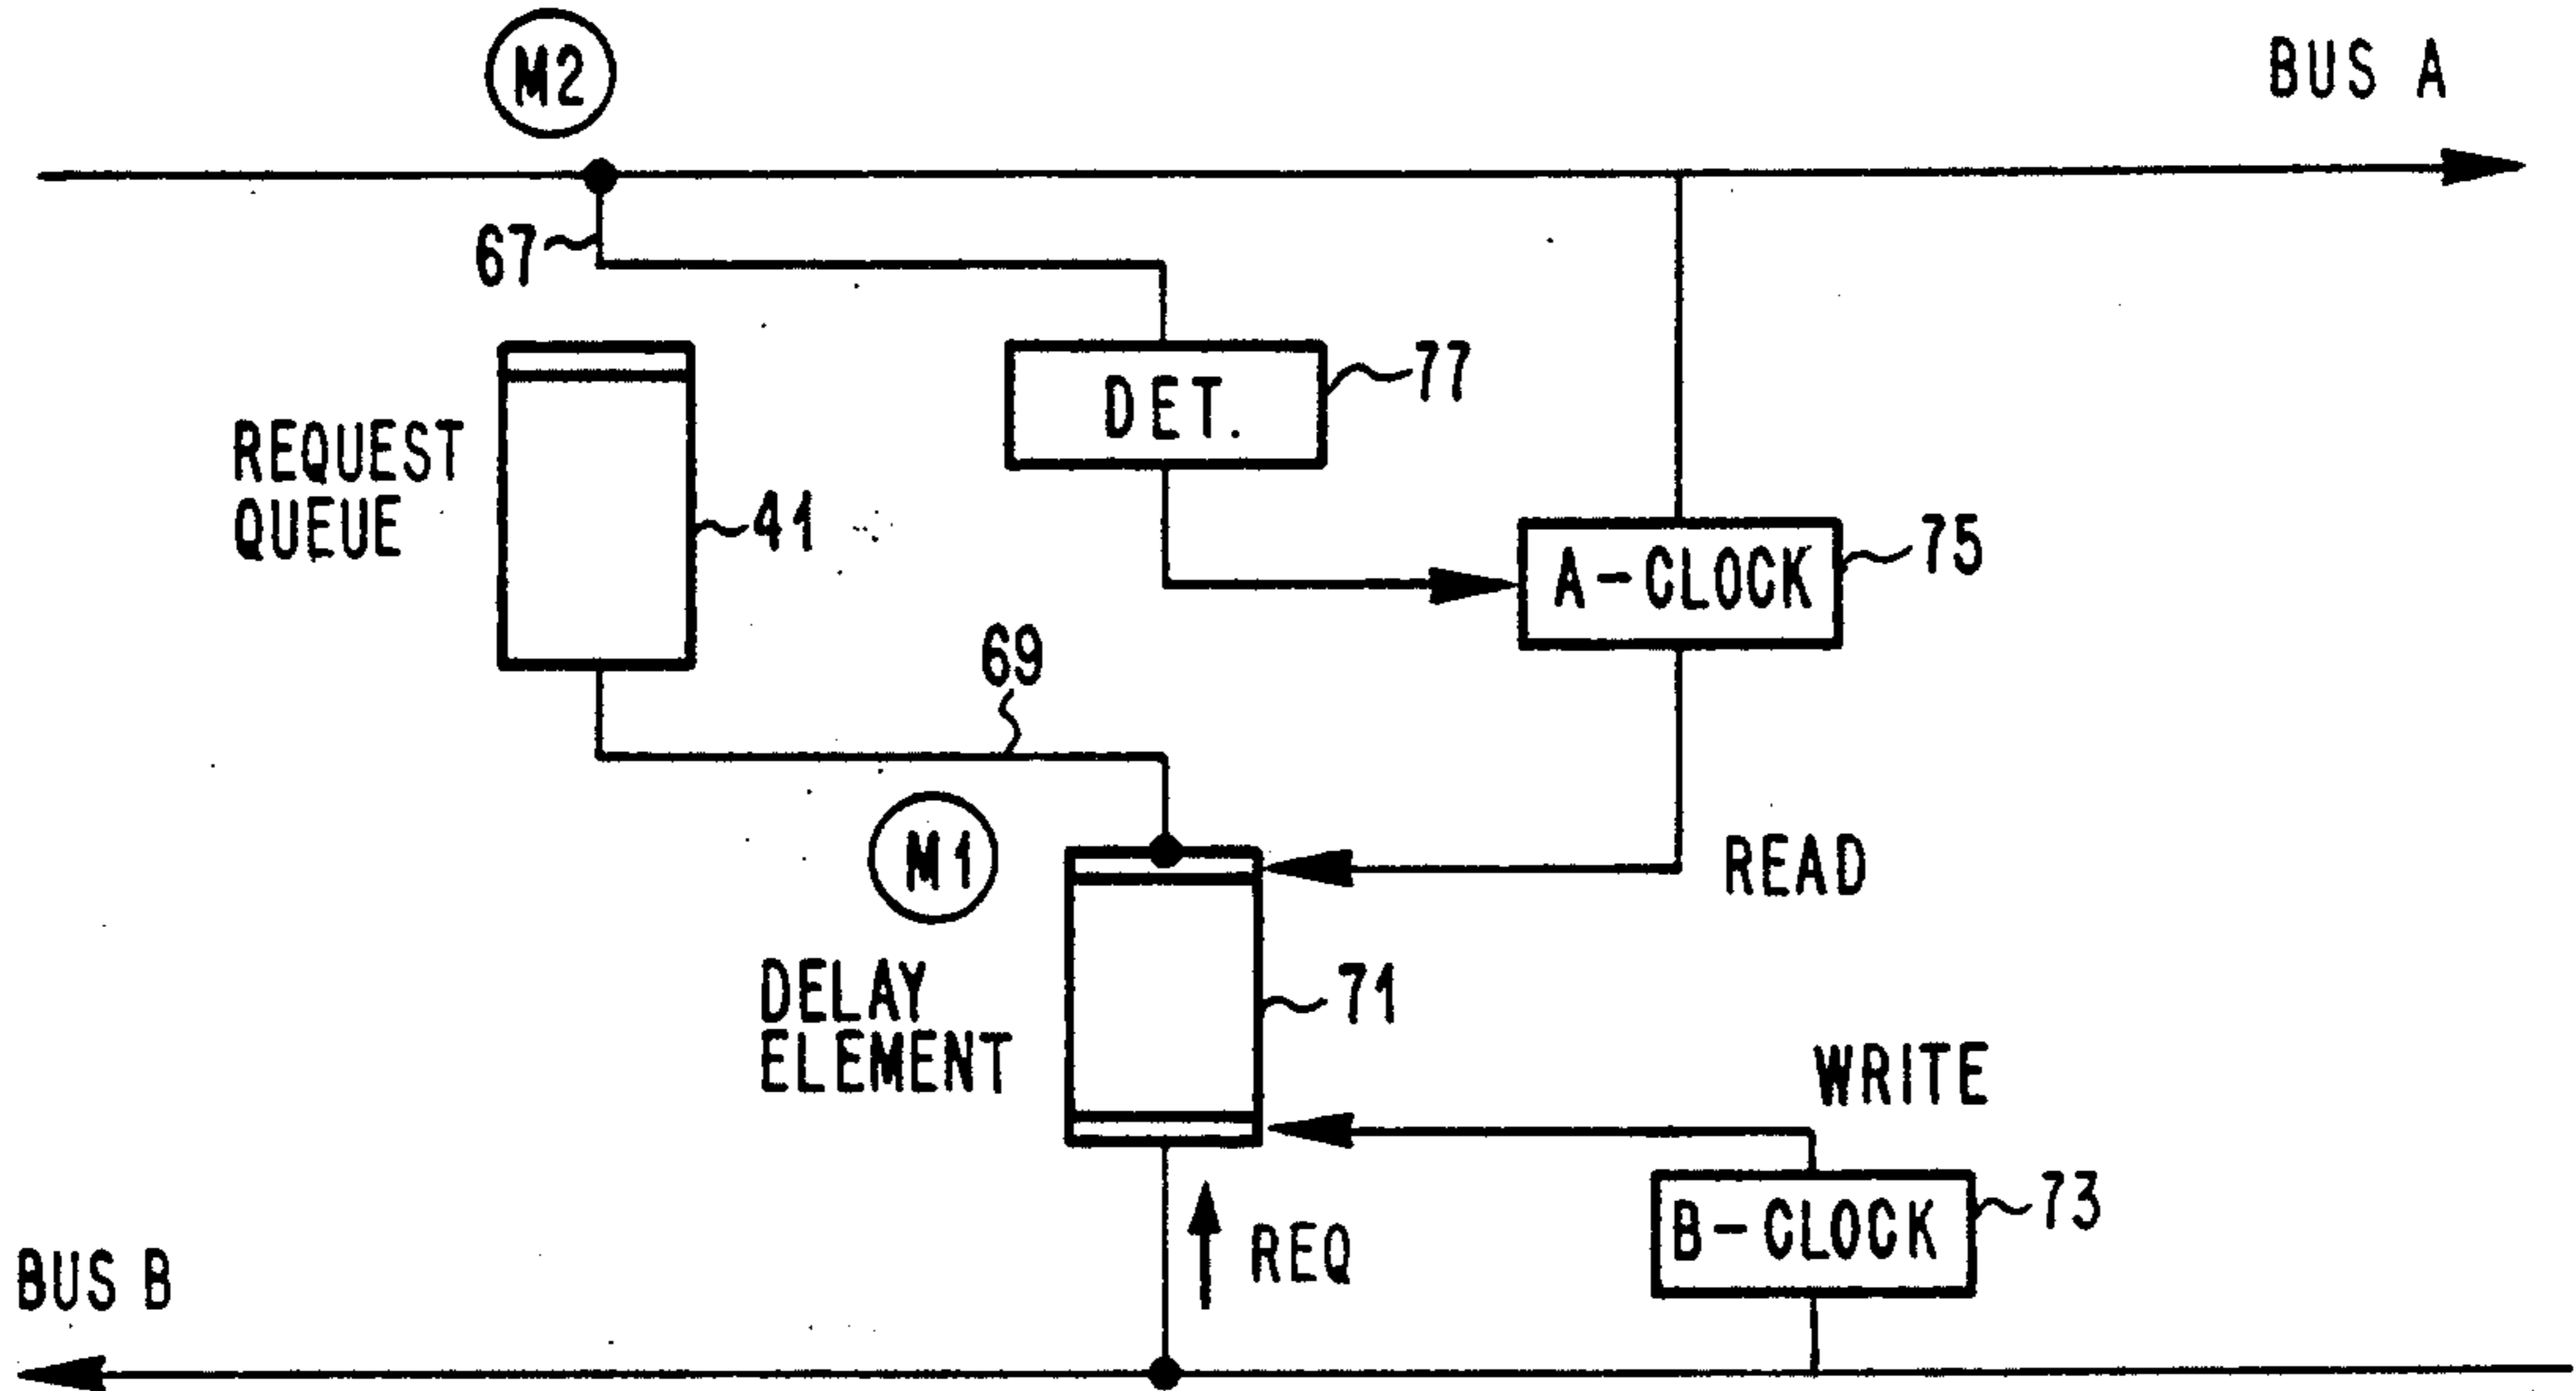 M2
BUS A
67
DET.
77
REQUEST
QUEUE
41
A-CLOCK
75
69
M1
READ
DELAY
ELEMENT
71
WRITE
B-CLOCK
73
REQ
BUS B